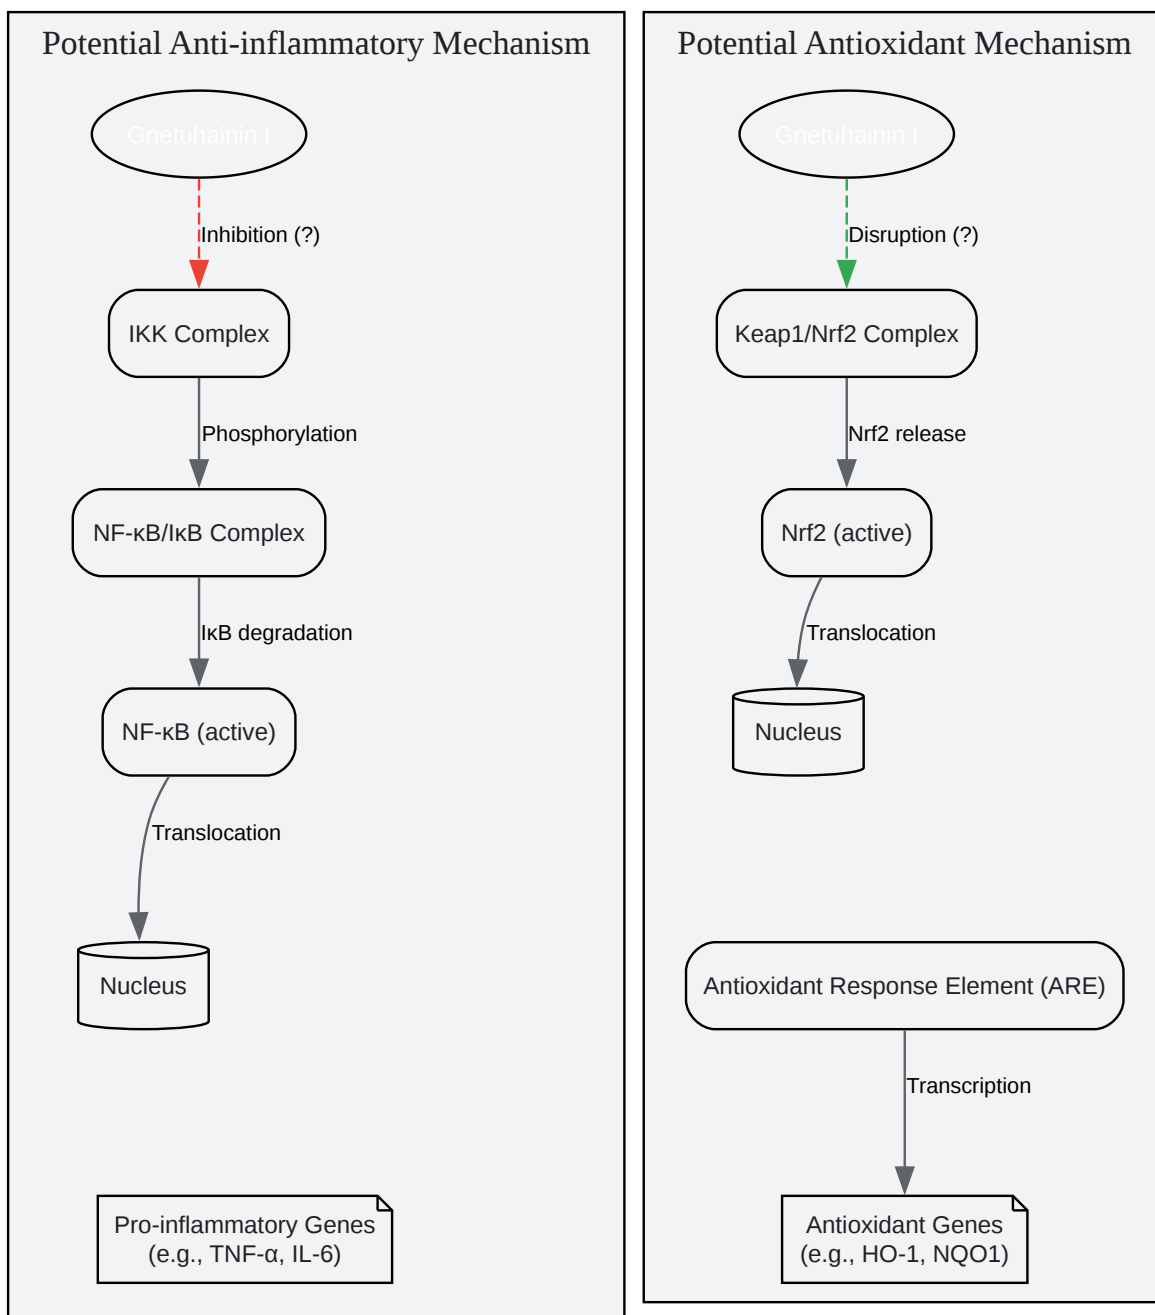 Potential Anti-inflammatory Mechanism
Gnetuhainin I
Inhibition (?)
IKK Complex
Phosphorylation
NF-κB/IκB Complex
IκB degradation
NF-κB (active)
Translocation
Nucleus
Pro-inflammatory Genes
(e.g., TNF-α, IL-6)
Potential Antioxidant Mechanism
Gnetuhainin I
Disruption (?)
Keap1/Nrf2 Complex
Nrf2 release
Nrf2 (active)
Translocation
Nucleus
Antioxidant Response Element (ARE)
Transcription
Antioxidant Genes
(e.g., HO-1, NQO1)